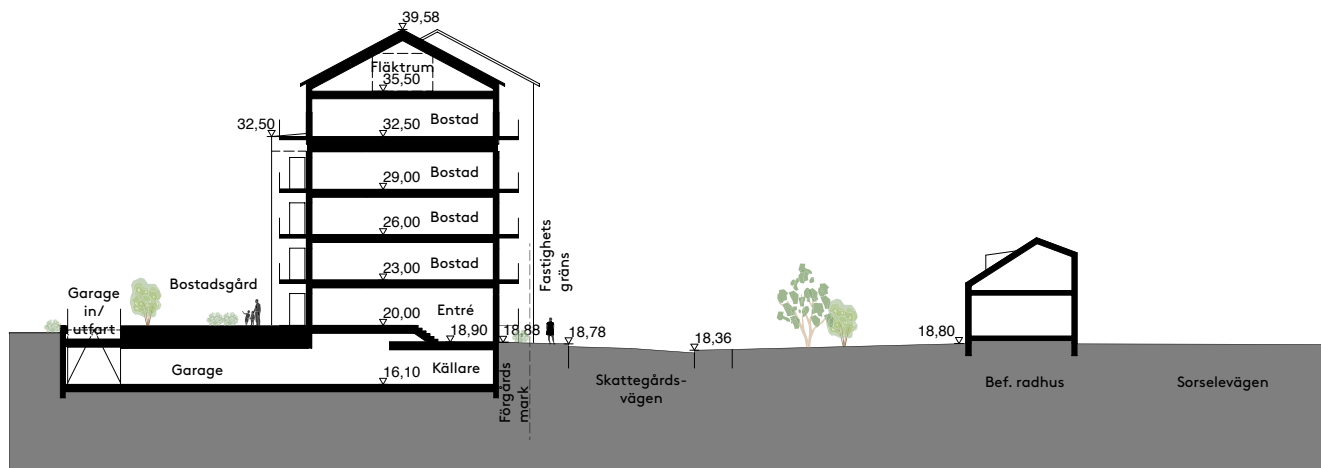 39,58
Fläktrum
35,50
32,50
32,50 Bostad
29,00 Bostad
26,00 Bostad
23,00 Bostad
Fastighets
gräns
Bostadsgård
Garage
in/
utfart
20,00 Entré
18,90
18,88
18,78
18,36
18,80
Garage
16,10 Källare
Förgårds
mark
Skattegårds-
vägen
Bef. radhus
Sorselevägen